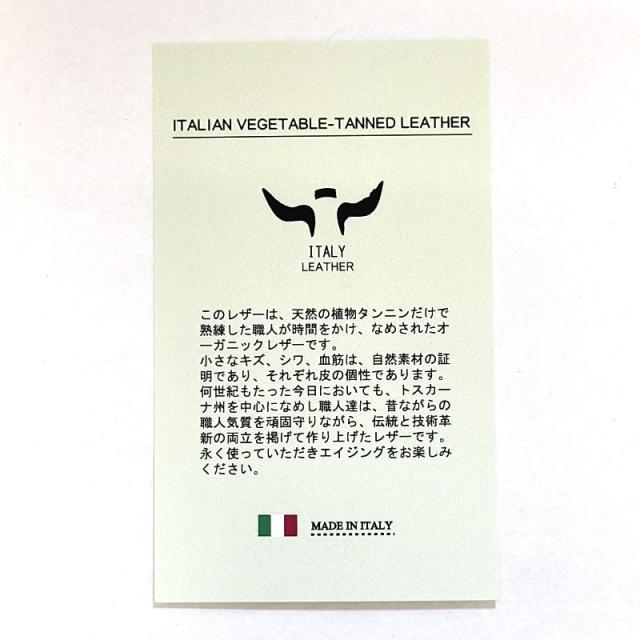 ITALIAN VEGETABLE-TANNED LEATHER
ITALY
LEATHER
このレザーは、天然の植物タンニンだけで
熟練した職人が時間をかけ、なめされたオ
ーガニックレザーです。
小さなキズ、シワ、血筋は、自然素材の証
明であり、それぞれ皮の個性であります。
何世紀もたった今日においても、トスカー
ナ州を中心になめし職人達は、昔ながらの
職人気質を頑固守りながら、伝統と技術革
新の両立を掲げて作り上げたレザーです。
永く使っていただきエイジングをお楽しみ
ください。
MADE IN ITALY